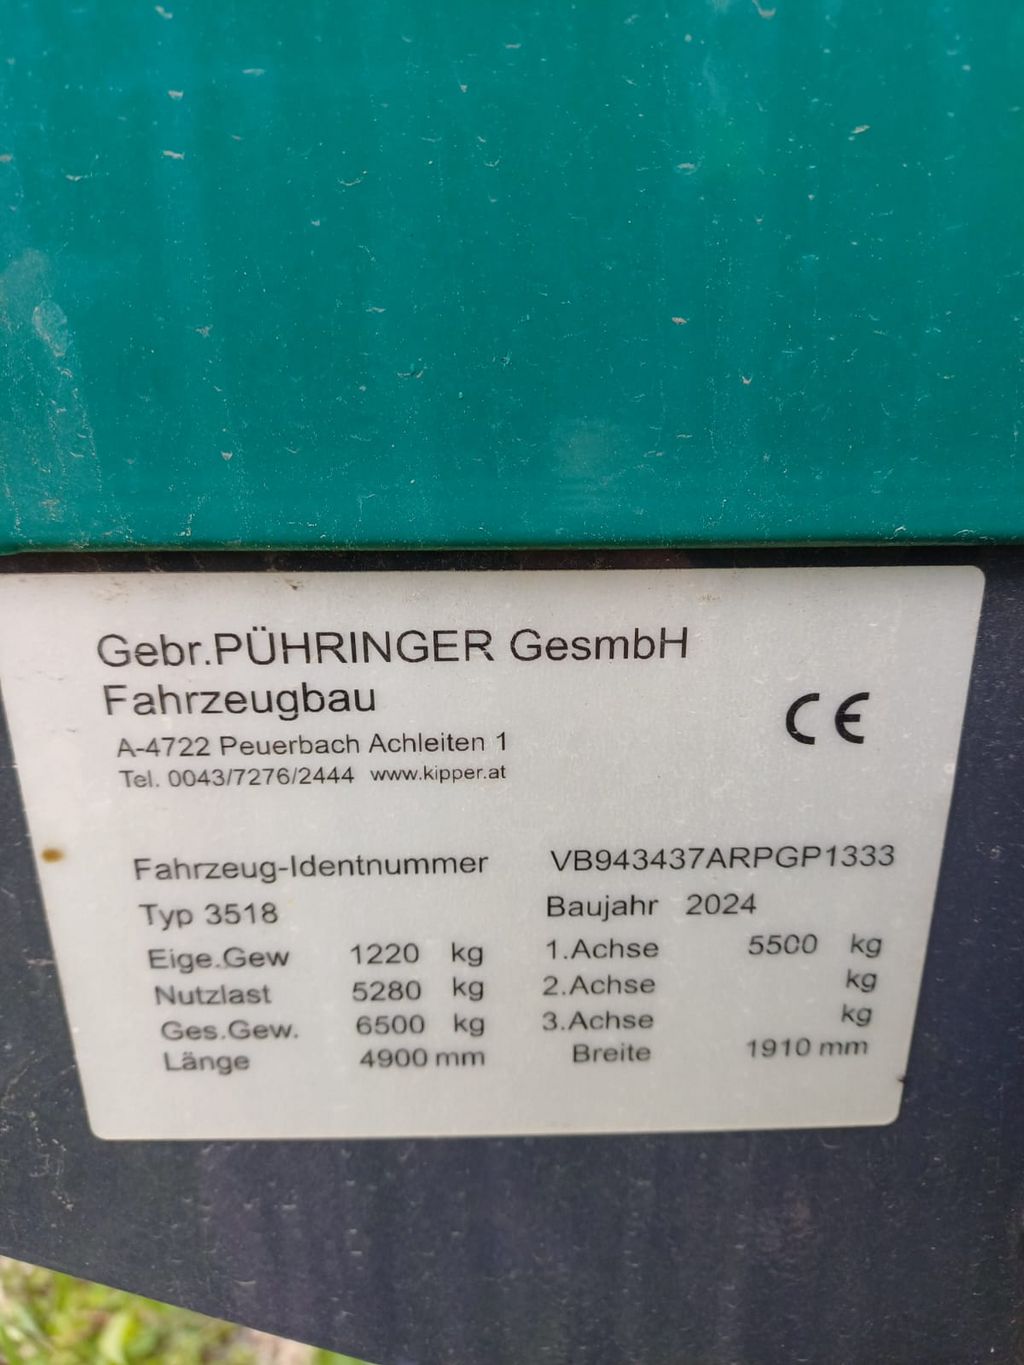 Gebr.PÜHRINGER GesmbH
Fahrzeugbau
CE
A-4722 Peuerbach Achleiten 1
Tel. 0043/7276/2444 www.kipper.at
Fahrzeug-Identnummer VB943437ARPGP1333
Typ 3518 Baujahr 2024
Eige.Gew 1220 kg 1.Achse 5500 kg
Nutzlast 5280 kg 2.Achse kg
Ges.Gew. 6500 kg 3.Achse kg
Länge 4900 mm Breite 1910 mm